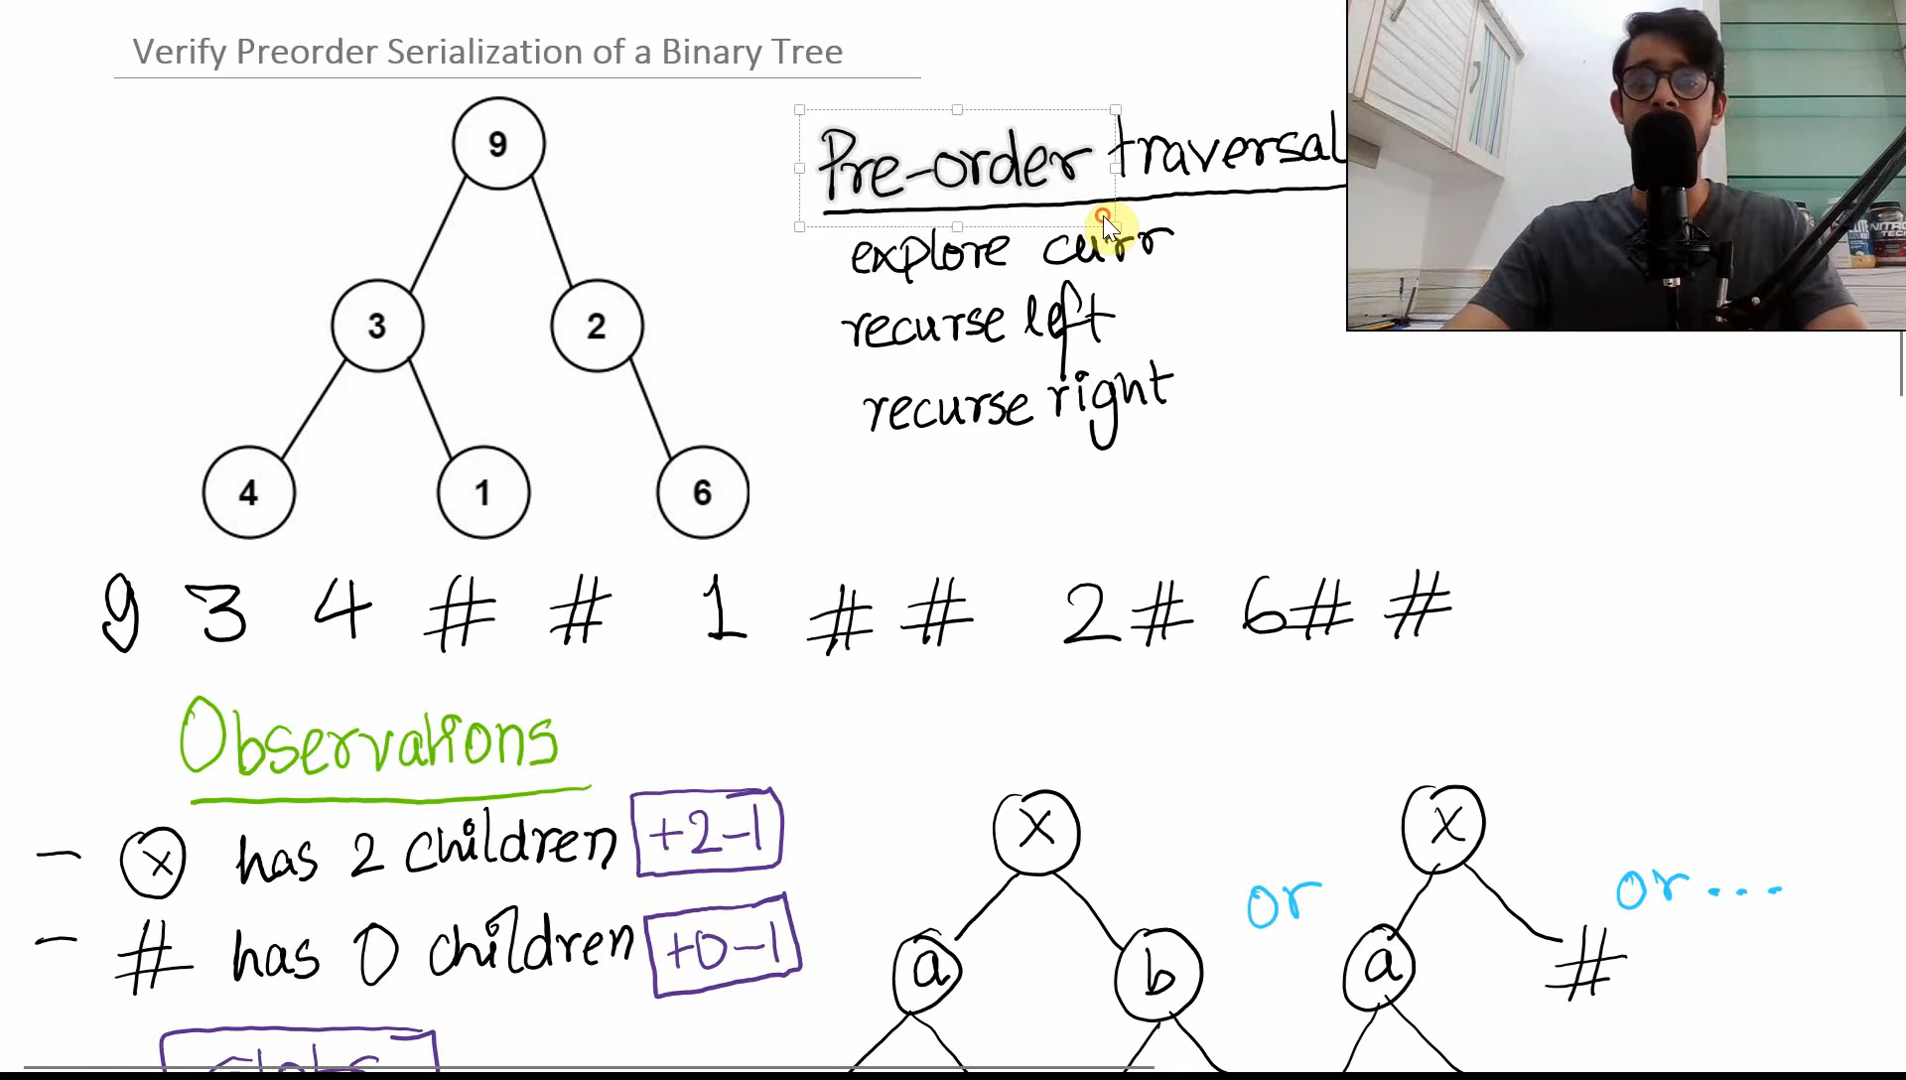 Verify Preorder Serialization of a Binary Tree
9
Pre-order traversal
explore curr
3
2
recurse left
recurse right
4
1
6
9 3 4 # # 1 # # 2 # 6 # #
Observations
- x has 2 children +2-1
- # has 0 children +0-1
x
x
or
or...
a
b
a
#
NITRO
TECH